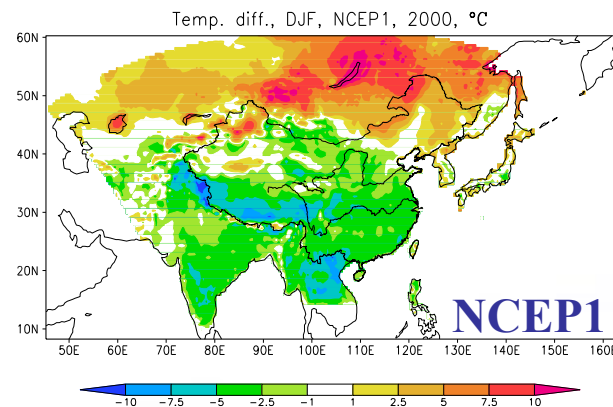 Temp. diff., DJF, NCEP1, 2000, °C
60N
50N
40N
30N
20N
10N
NCEP1
50E 60E 70E 80E 90E 100E 110E 120E 130E 140E 150E 160E
-10 -7.5 -5 -2.5 -1 1 2.5 5 7.5 10